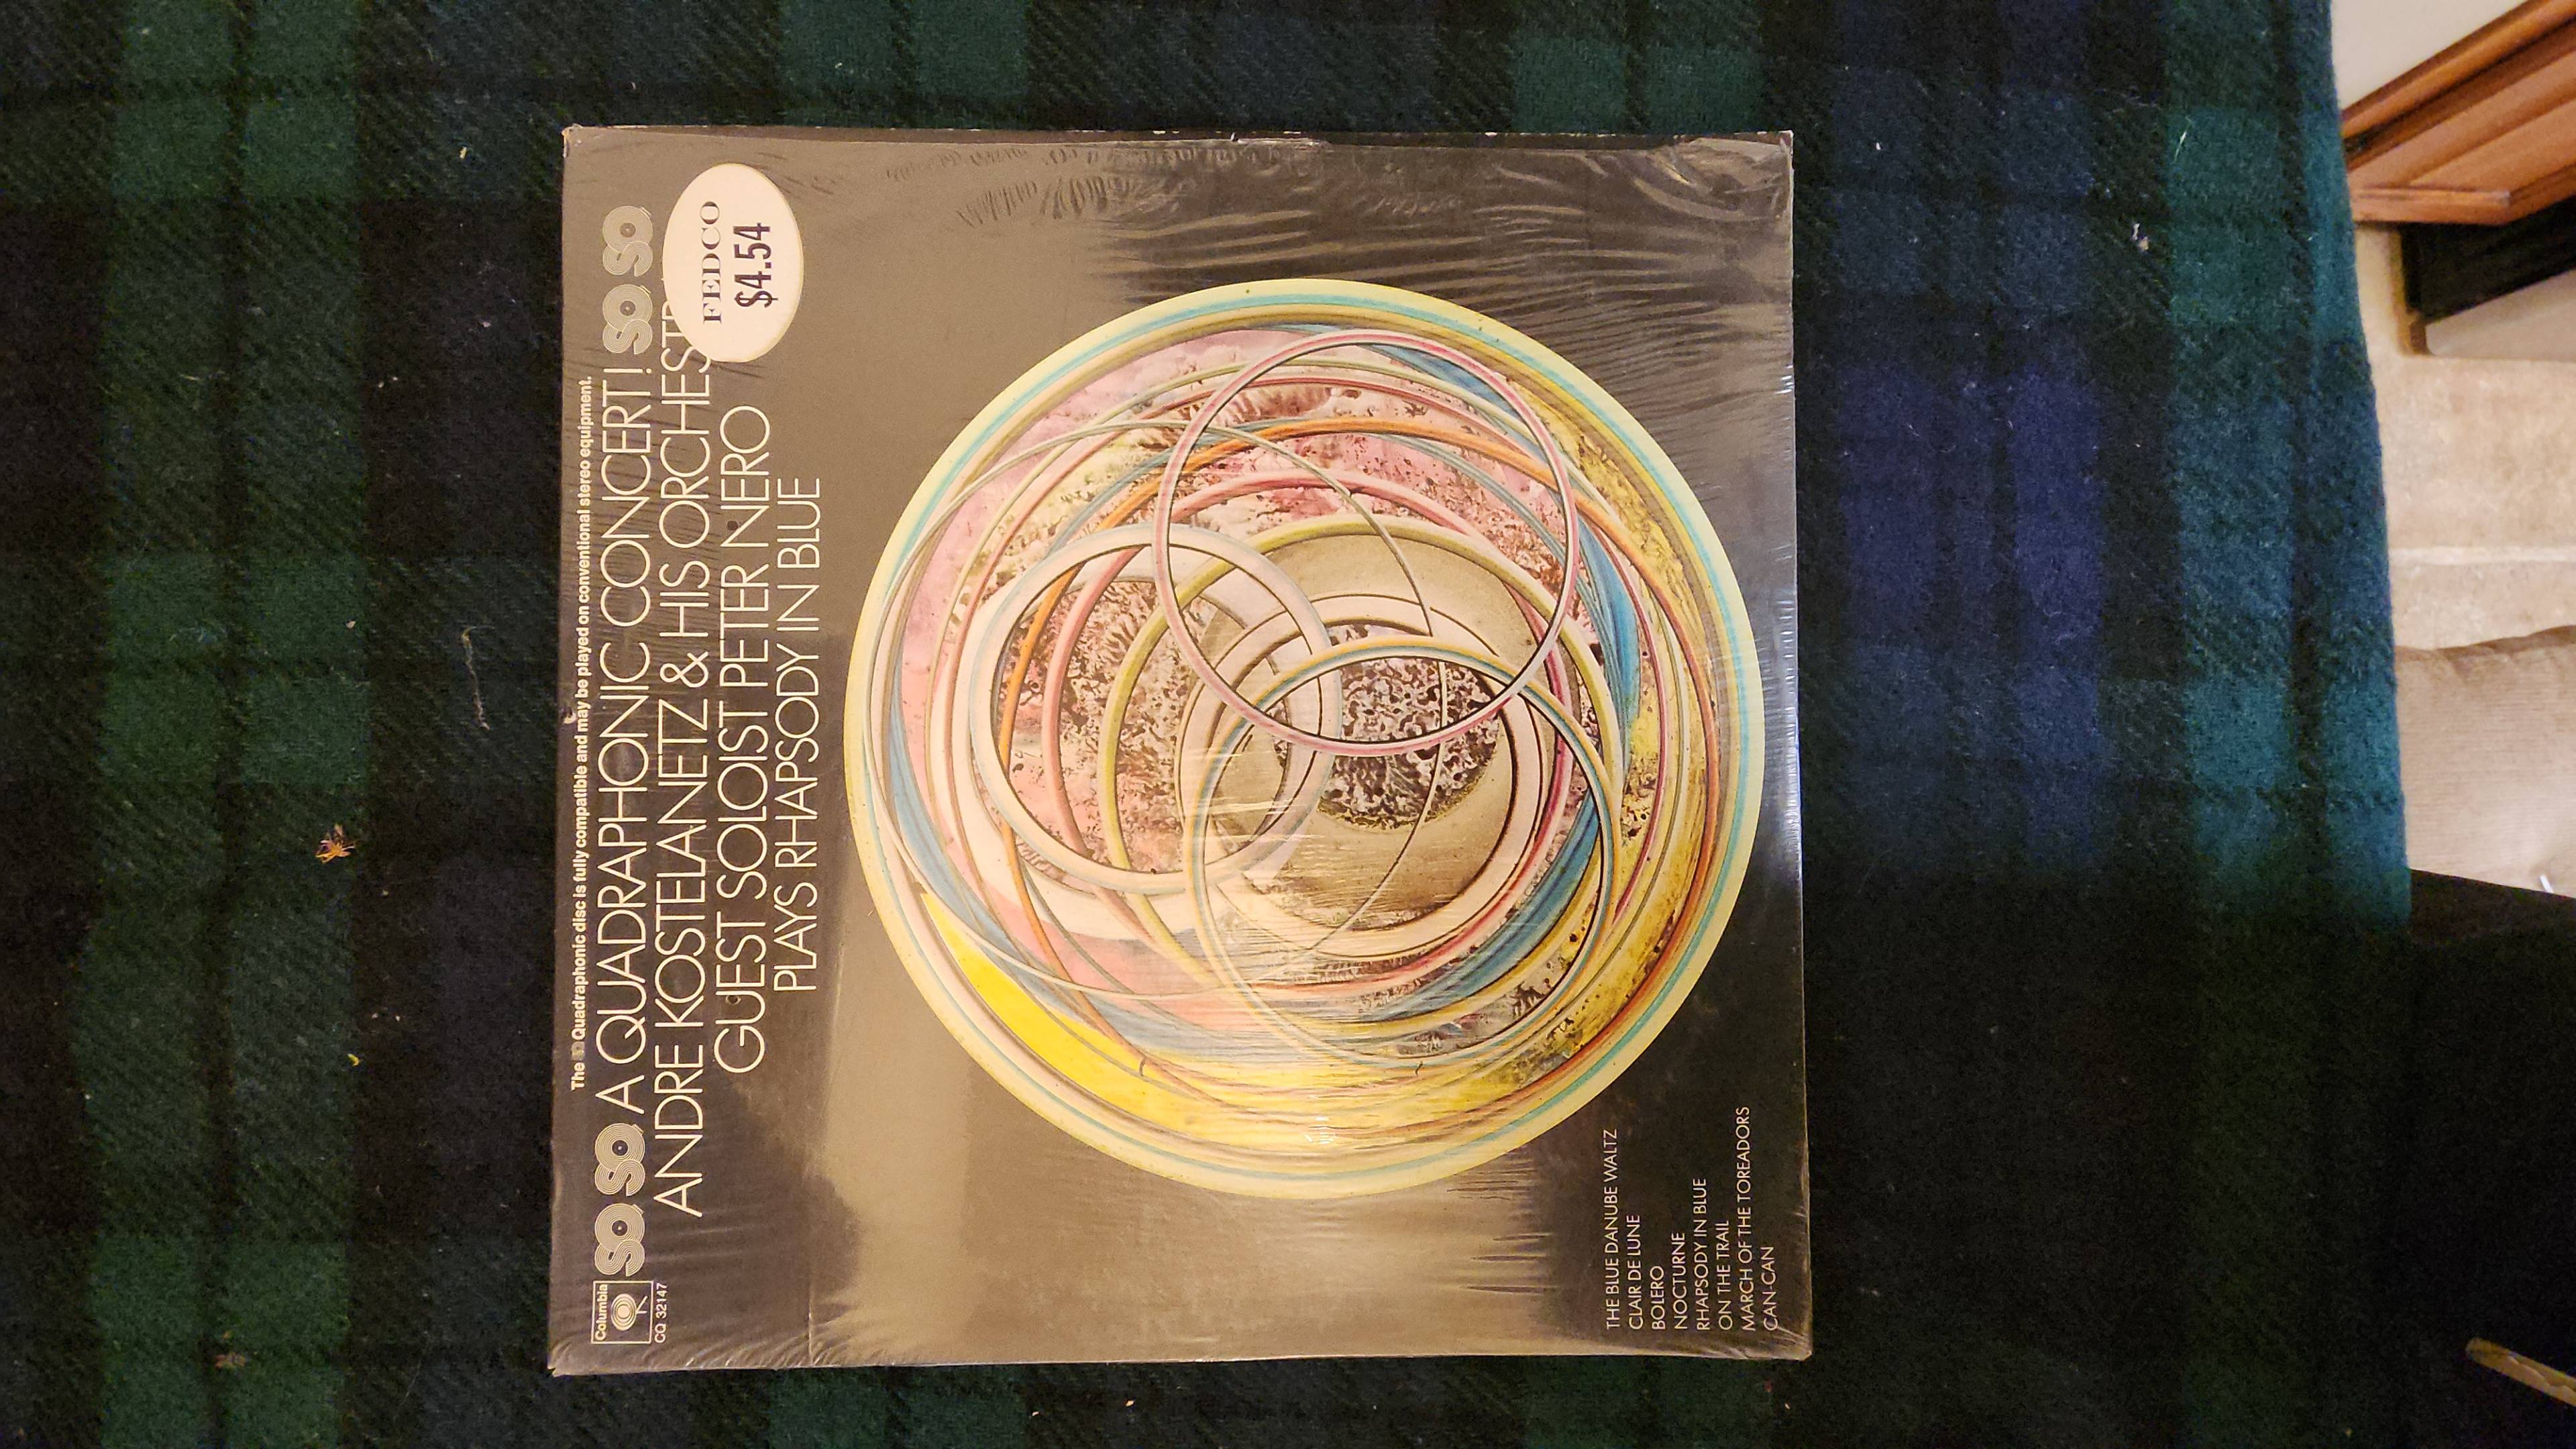 The SQ Quadraphonic disc is fully compatible and may be played on conventional stereo equipment.
Columbia
SQ SQ A QUADRAPHONIC CONCERT! SQ SQ
CQ 32147
ANDRE KOSTELANETZ & HIS ORCHESTR
GUEST SOLOIST PETER NERO
PLAYS RHAPSODY IN BLUE
FEDCO
$4.54
THE BLUE DANUBE WALTZ
CLAIR DE LUNE
BOLERO
NOCTURNE
RHAPSODY IN BLUE
ON THE TRAIL
MARCH OF THE TOREADORS
CAN-CAN